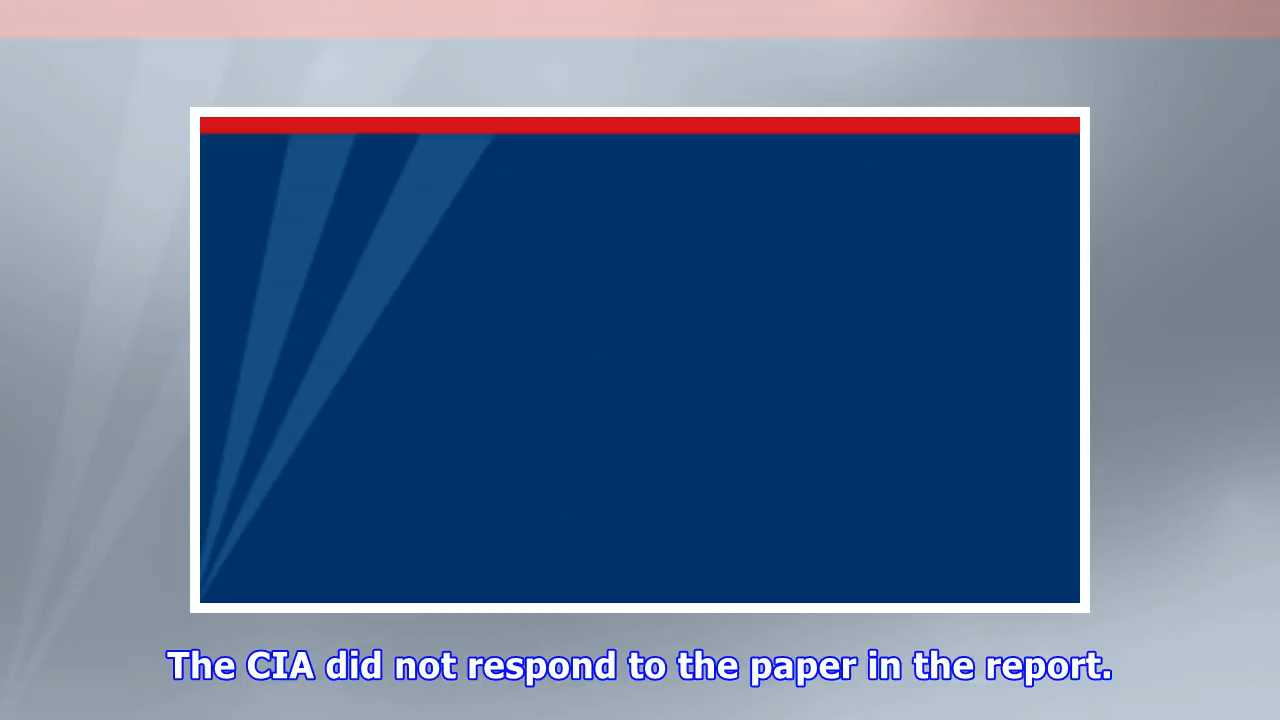 The CIA did not respond to the paper in the report.